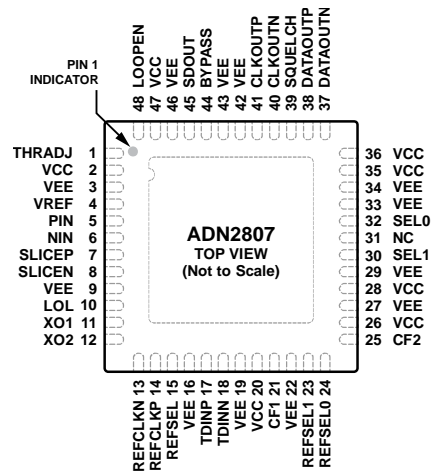 PIN 1
INDICATOR
48 LOOPEN
47 VCC
46 VEE
45 SDOUT
44 BYPASS
43 VEE
42 VEE
41 CLKOUTP
40 CLKOUTN
39 SQUELCH
38 DATAOUTP
37 DATAOUTN
THRADJ 1
VCC 2
VEE 3
VREF 4
PIN 5
NIN 6
SLICEP 7
SLICEN 8
VEE 9
LOL 10
XO1 11
XO2 12
ADN2807
TOP VIEW
(Not to Scale)
36 VCC
35 VCC
34 VEE
33 VEE
32 SEL0
31 NC
30 SEL1
29 VEE
28 VCC
27 VEE
26 VCC
25 CF2
REFCLKN 13
REFCLKP 14
REFSEL 15
VEE 16
TDINP 17
TDINN 18
VEE 19
VCC 20
CF1 21
VEE 22
REFSEL1 23
REFSEL0 24